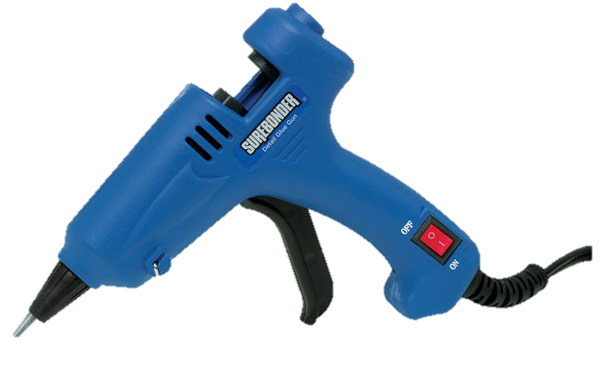 SUREBONDER
Detail Glue Gun
OFF
ON